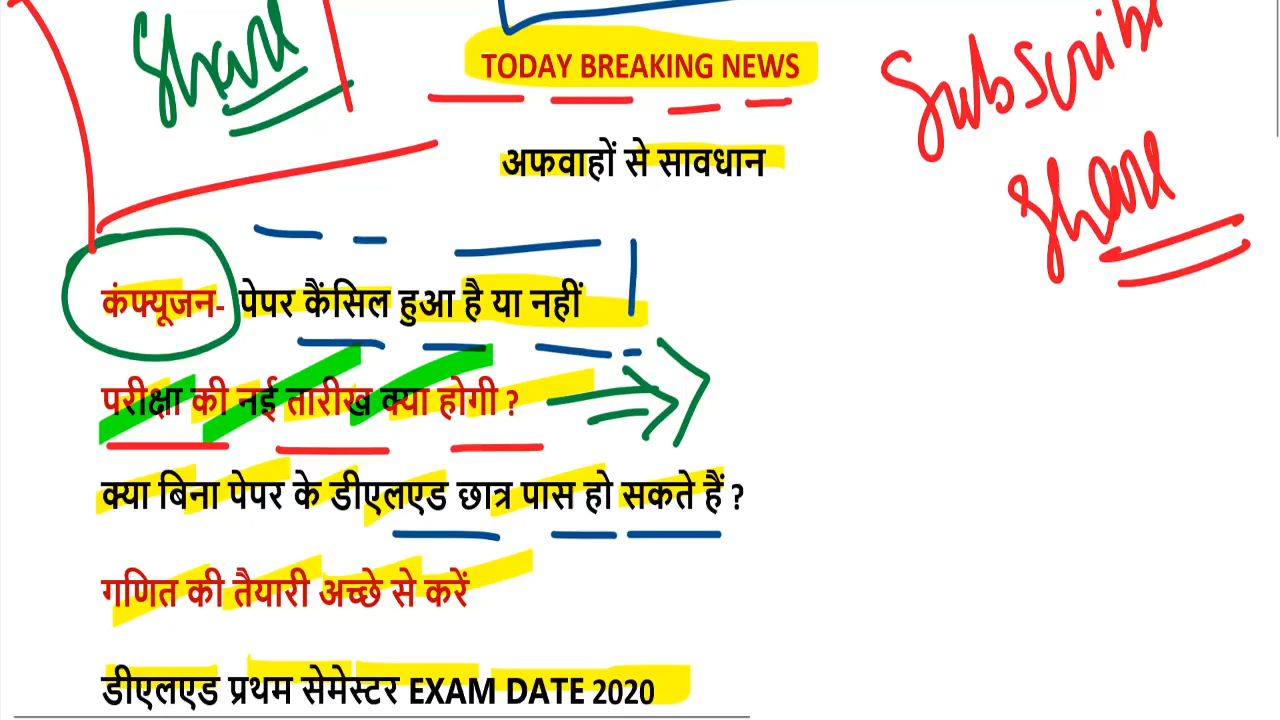 Share
TODAY BREAKING NEWS
Subscribe
अफवाहों से सावधान
Share
कंफ्यूजन- पेपर कैंसिल हुआ है या नहीं
परीक्षा की नई तारीख क्या होगी ?
क्या बिना पेपर के डीएलएड छात्र पास हो सकते हैं ?
गणित की तैयारी अच्छे से करें
डीएलएड प्रथम सेमेस्टर EXAM DATE 2020